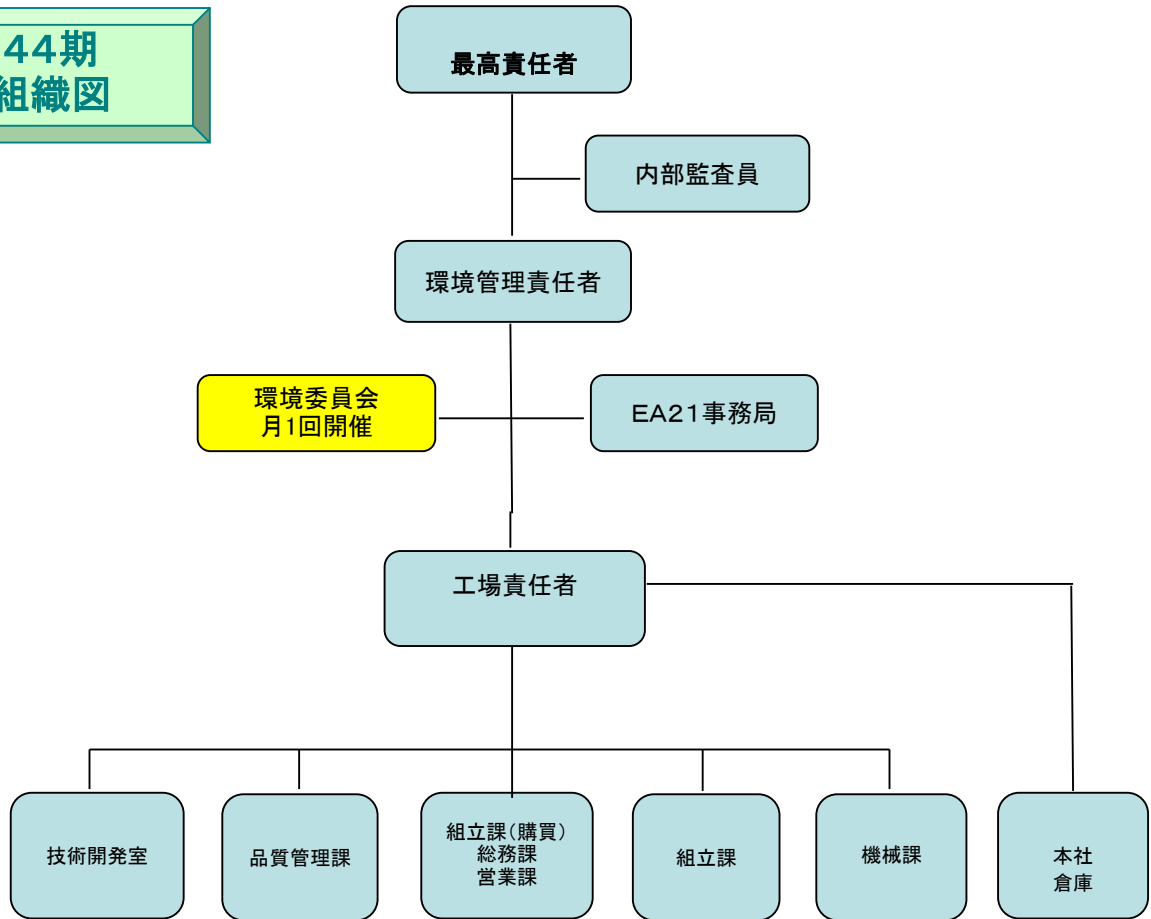 44期
組織図
最高責任者
内部監査員
環境管理責任者
環境委員会
月1回開催
EA21事務局
工場責任者
技術開発室
品質管理課
組立課(購買)
総務課
営業課
組立課
機械課
本社
倉庫